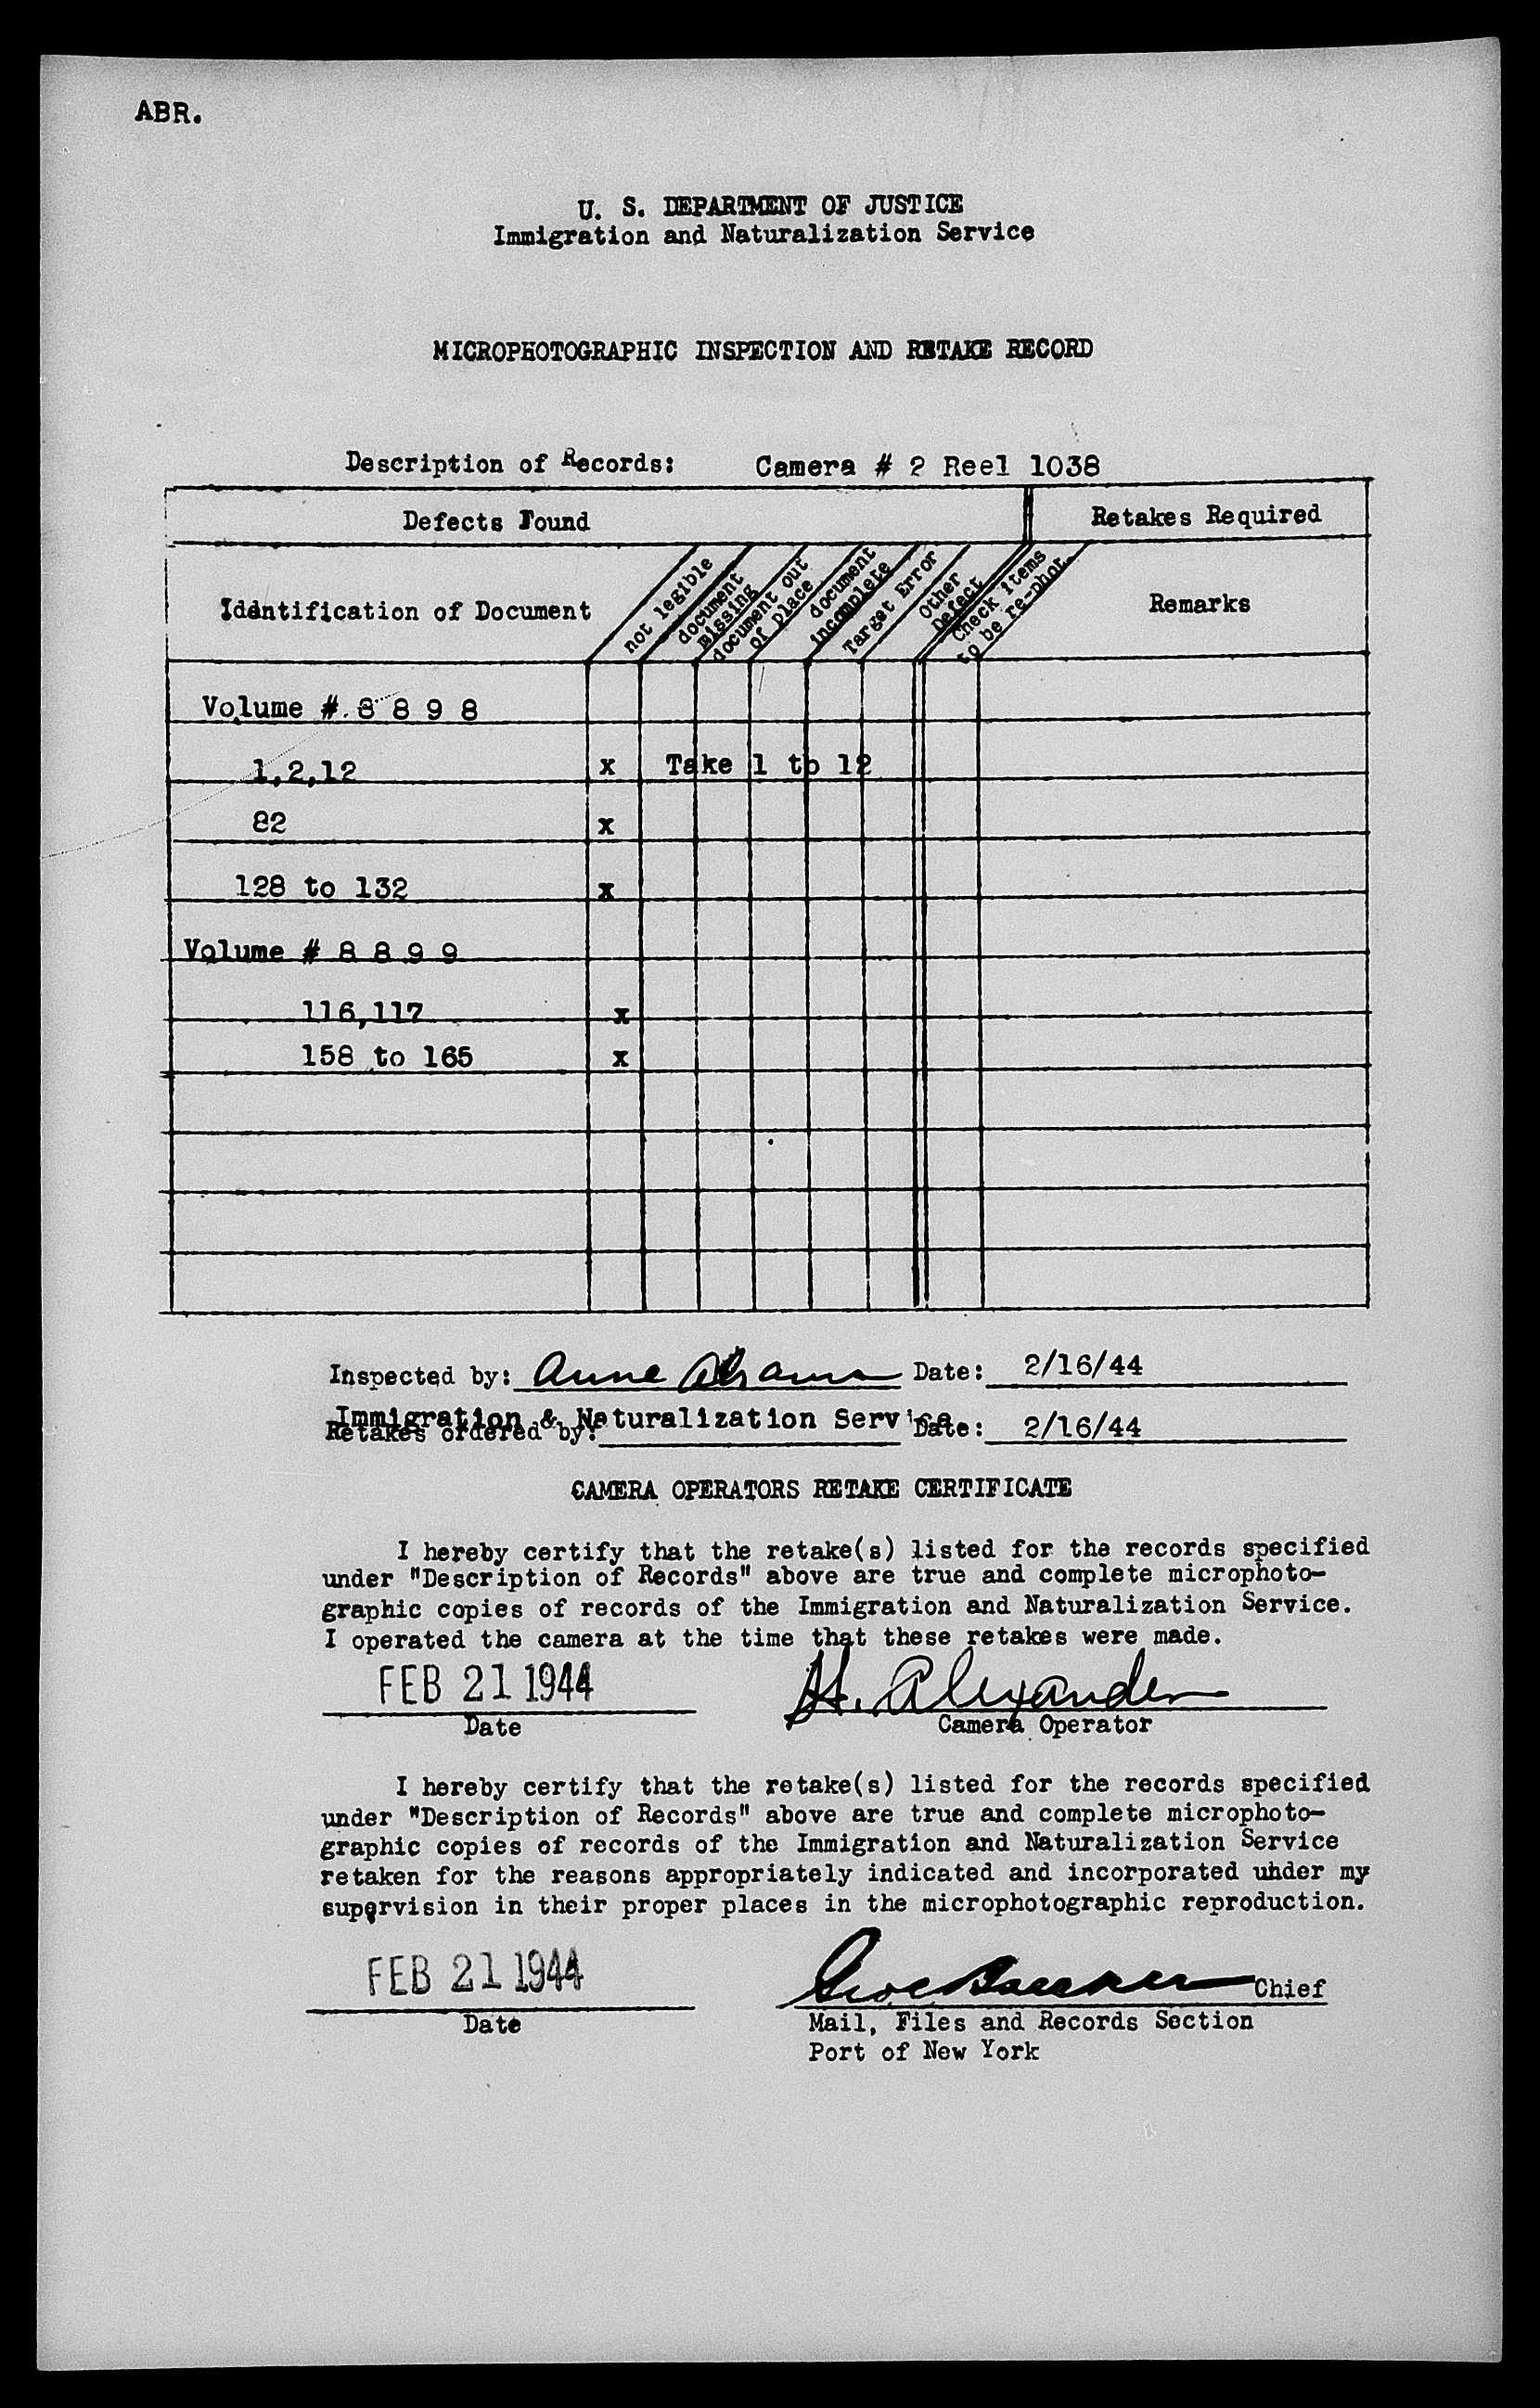 ABR.
U. S. DEPARTMENT OF JUSTICE
Immigration and Naturalization Service
MICROPHOTOGRAPHIC INSPECTION AND RETAKE RECORD
Description of Records: Camera # 2 Reel 1038
Defects Found Retakes Required
Identification of Document
not legible
document
missing
document out
of place
document
incomplete
Target Error
Other
Defect
Check items
to be re-phot.
Remarks
Volume # 8 8 9 8
1,2,12 x Take 1 to 12
82 x
128 to 132 x
Volume # 8 8 9 9
116,117 x
158 to 165 x
Inspected by: Anne Abrams Date: 2/16/44
Immigration & Naturalization Service.
Retakes ordered by: Date: 2/16/44
CAMERA OPERATORS RETAKE CERTIFICATE
I hereby certify that the retake(s) listed for the records specified
under "Description of Records" above are true and complete microphoto-
graphic copies of records of the Immigration and Naturalization Service.
I operated the camera at the time that these retakes were made.
FEB 21 1944 H. Alexander
Date Camera Operator
I hereby certify that the retake(s) listed for the records specified
under "Description of Records" above are true and complete microphoto-
graphic copies of records of the Immigration and Naturalization Service
retaken for the reasons appropriately indicated and incorporated uhder my
supervision in their proper places in the microphotographic reproduction.
FEB 21 1944 Chief
Date Mail, Files and Records Section
Port of New York